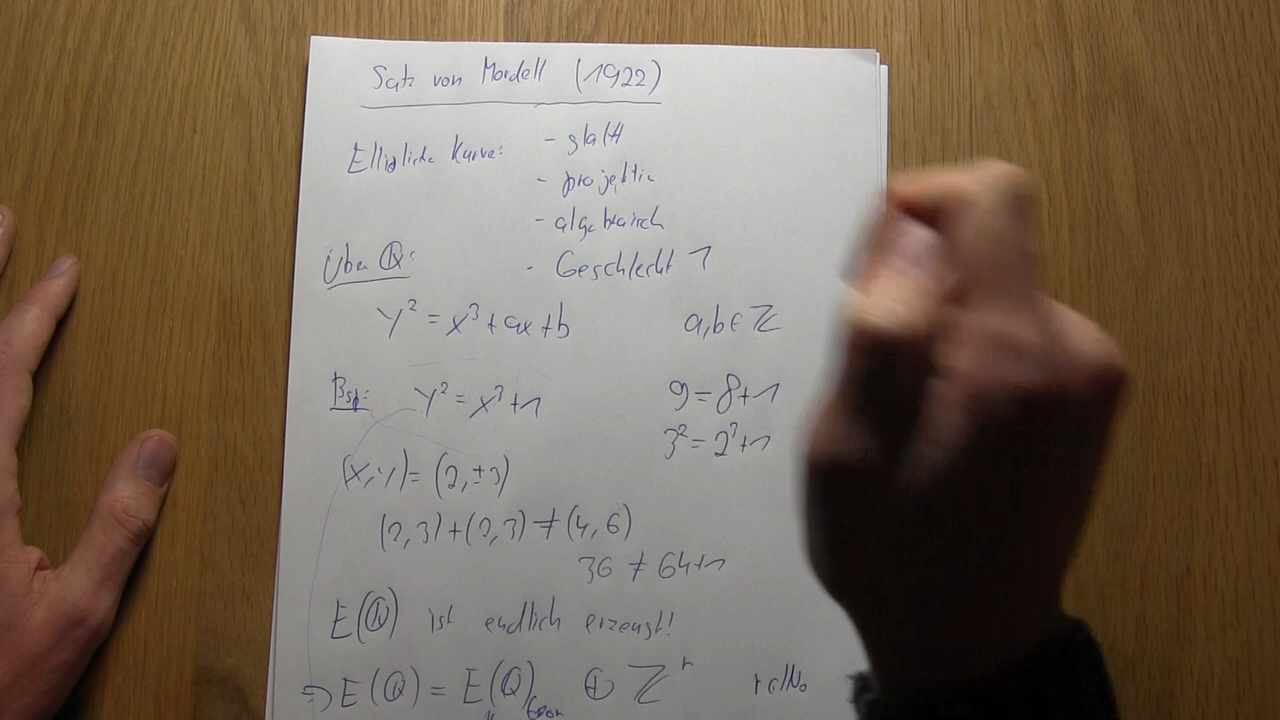 Satz von Mordell (1922)
Elliptische Kurve: - glatt
- projektiv
- algebraisch
Über ℚ: - Geschlecht 1
y² = x³ + ax + b a,b ∈ ℤ
Bsp: y² = x³ + 1 9 = 8 + 1
3² = 2³ + 1
(x,y) = (2, ±3)
(2,3) + (2,3) ≠ (4,6)
36 ≠ 64 + 1
E(ℚ) ist endlich erzeugt!
⇒ E(ℚ) = E(ℚ)_tors ⊕ ℤ^r r ∈ ℕ₀